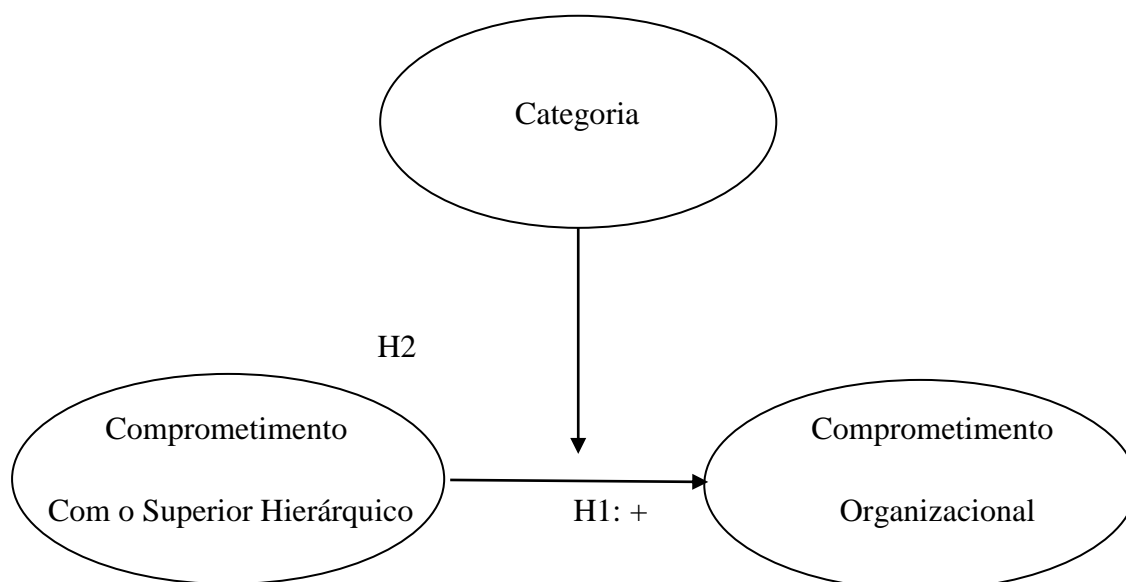 Categoria
H2
Comprometimento
Com o Superior Hierárquico
H1: +
Comprometimento
Organizacional